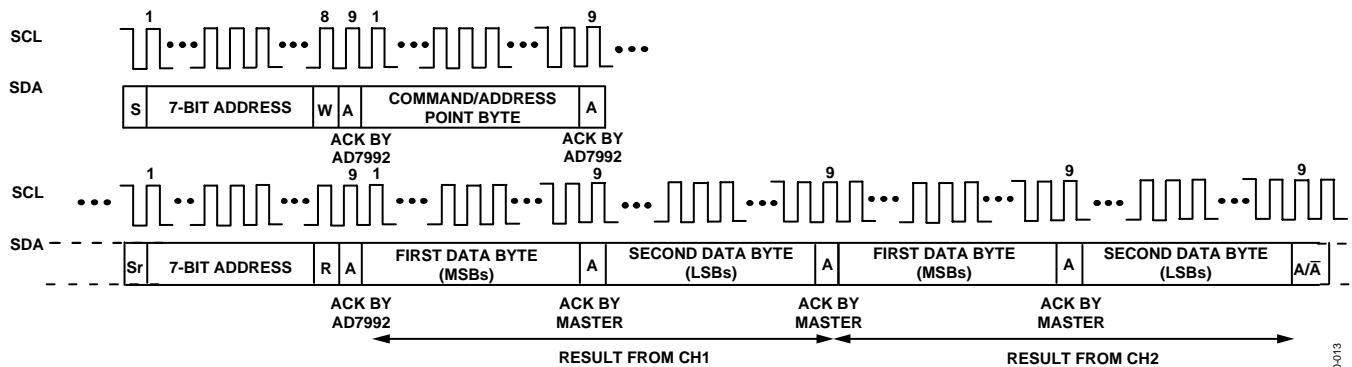 1 8 9 1 9
SCL
SDA
S 7-BIT ADDRESS W A COMMAND/ADDRESS POINT BYTE A
ACK BY AD7992 ACK BY AD7992
1 9 1 9 9 9 9
SCL
SDA
Sr 7-BIT ADDRESS R A FIRST DATA BYTE (MSBs) A SECOND DATA BYTE (LSBs) A FIRST DATA BYTE (MSBs) A SECOND DATA BYTE (LSBs) A/A̅
ACK BY AD7992 ACK BY MASTER ACK BY MASTER ACK BY MASTER
RESULT FROM CH1 RESULT FROM CH2